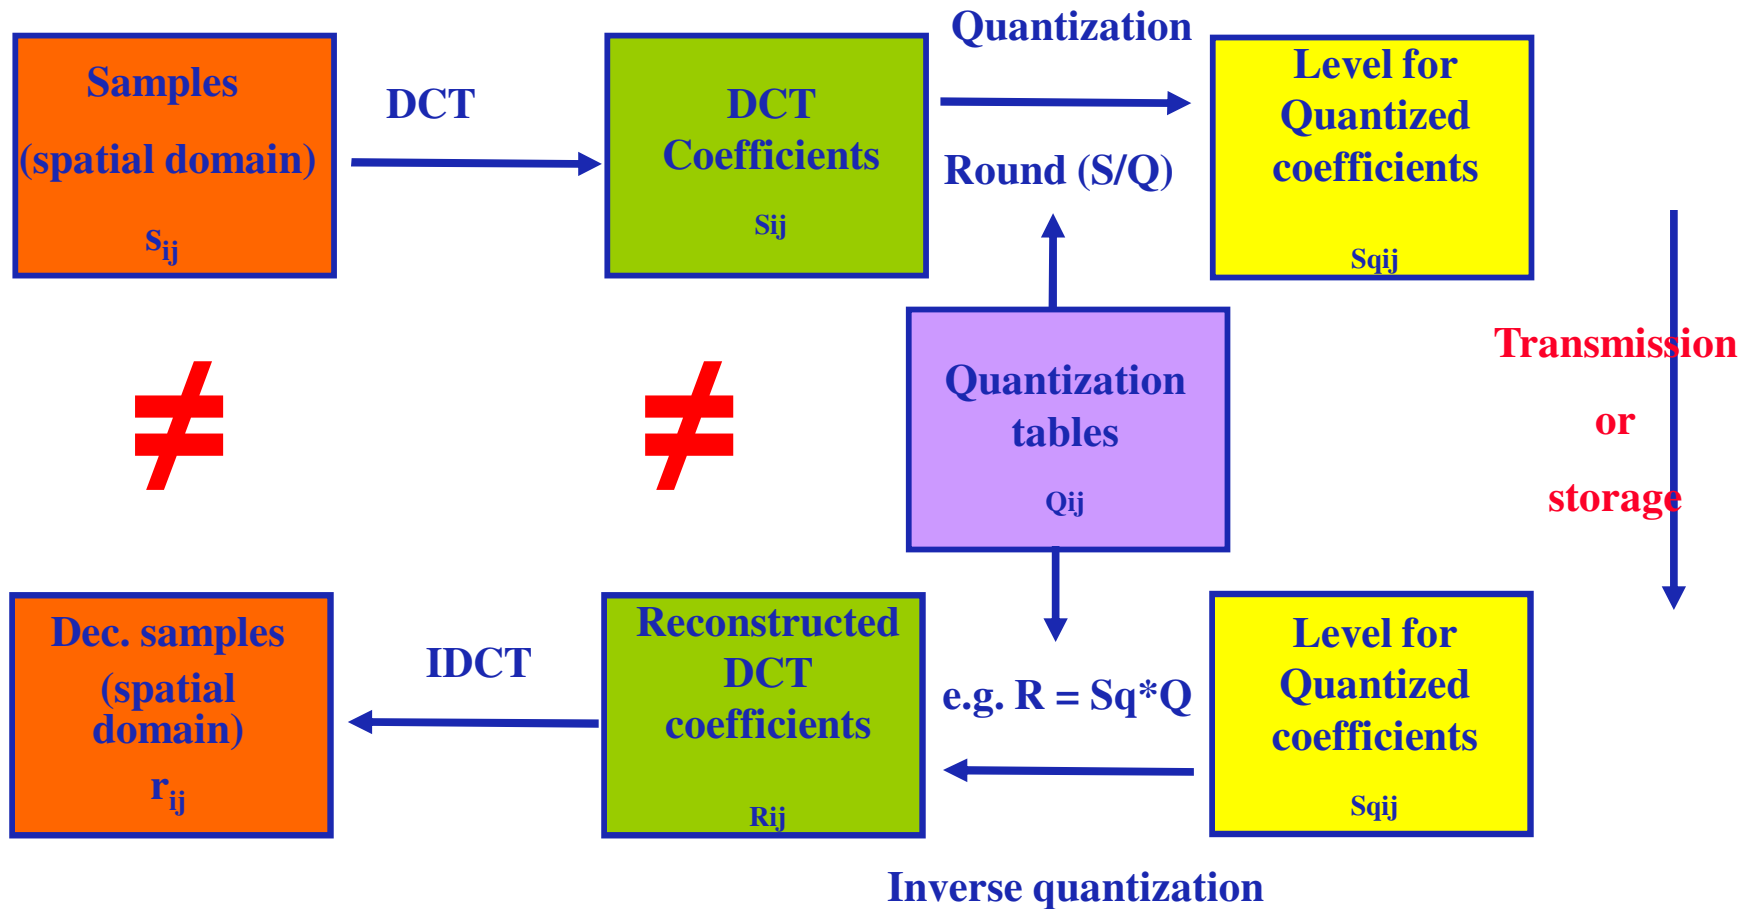 Samples
(spatial domain)
sij
DCT
DCT
Coefficients
Sij
Quantization
Round (S/Q)
Level for
Quantized
coefficients
Sqij
≠
≠
Quantization
tables
Qij
Transmission
or
storage
Dec. samples
(spatial
domain)
rij
IDCT
Reconstructed
DCT
coefficients
Rij
e.g. R = Sq*Q
Level for
Quantized
coefficients
Sqij
Inverse quantization